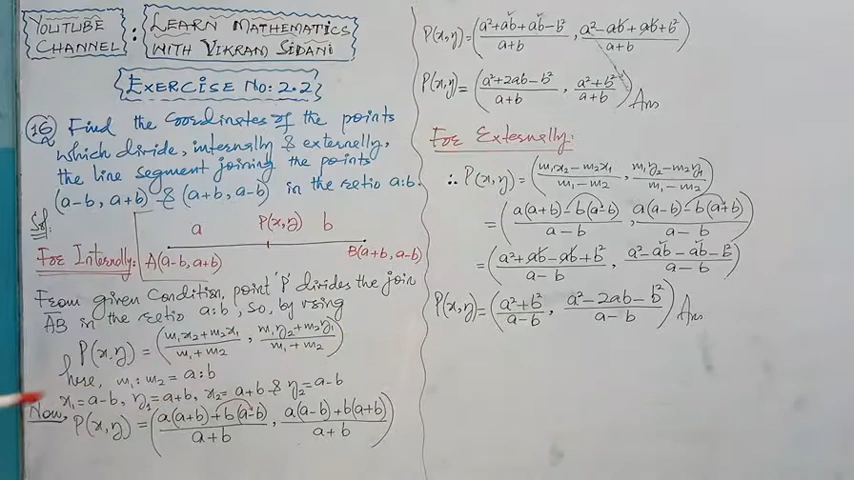 YOUTUBE CHANNEL : LEARN MATHEMATICS WITH VIKRAM SIDANI
EXERCISE NO: 2.2
16 Find the coordinates of the points
which divide, internally & externally,
the line segment joining the points
(a-b, a+b) & (a+b, a-b) in the ratio a:b.
Sol:
a P(x,y) b
For Internally: A(a-b, a+b) B(a+b, a-b)
From given Condition, point 'P' divides the join
AB in the ratio a:b, so, by using
P(x,y) = ((m₁x₂+m₂x₁)/(m₁+m₂), (m₁y₂+m₂y₁)/(m₁+m₂))
here, m₁:m₂ = a:b
x₁=a-b, y₁=a+b, x₂=a+b & y₂=a-b
Now, P(x,y) = ((a(a+b)+b(a-b))/(a+b), (a(a-b)+b(a+b))/(a+b))
P(x,y) = ((a²+ab+ab-b²)/(a+b), (a²-ab+ab+b²)/(a+b))
P(x,y) = ((a²+2ab-b²)/(a+b), (a²+b²)/(a+b)) Ans
For Externally:
∴ P(x,y) = ((m₁x₂-m₂x₁)/(m₁-m₂), (m₁y₂-m₂y₁)/(m₁-m₂))
= ((a(a+b)-b(a-b))/(a-b), (a(a-b)-b(a+b))/(a-b))
= ((a²+ab-ab+b²)/(a-b), (a²-ab-ab-b²)/(a-b))
P(x,y) = ((a²+b²)/(a-b), (a²-2ab-b²)/(a-b)) Ans